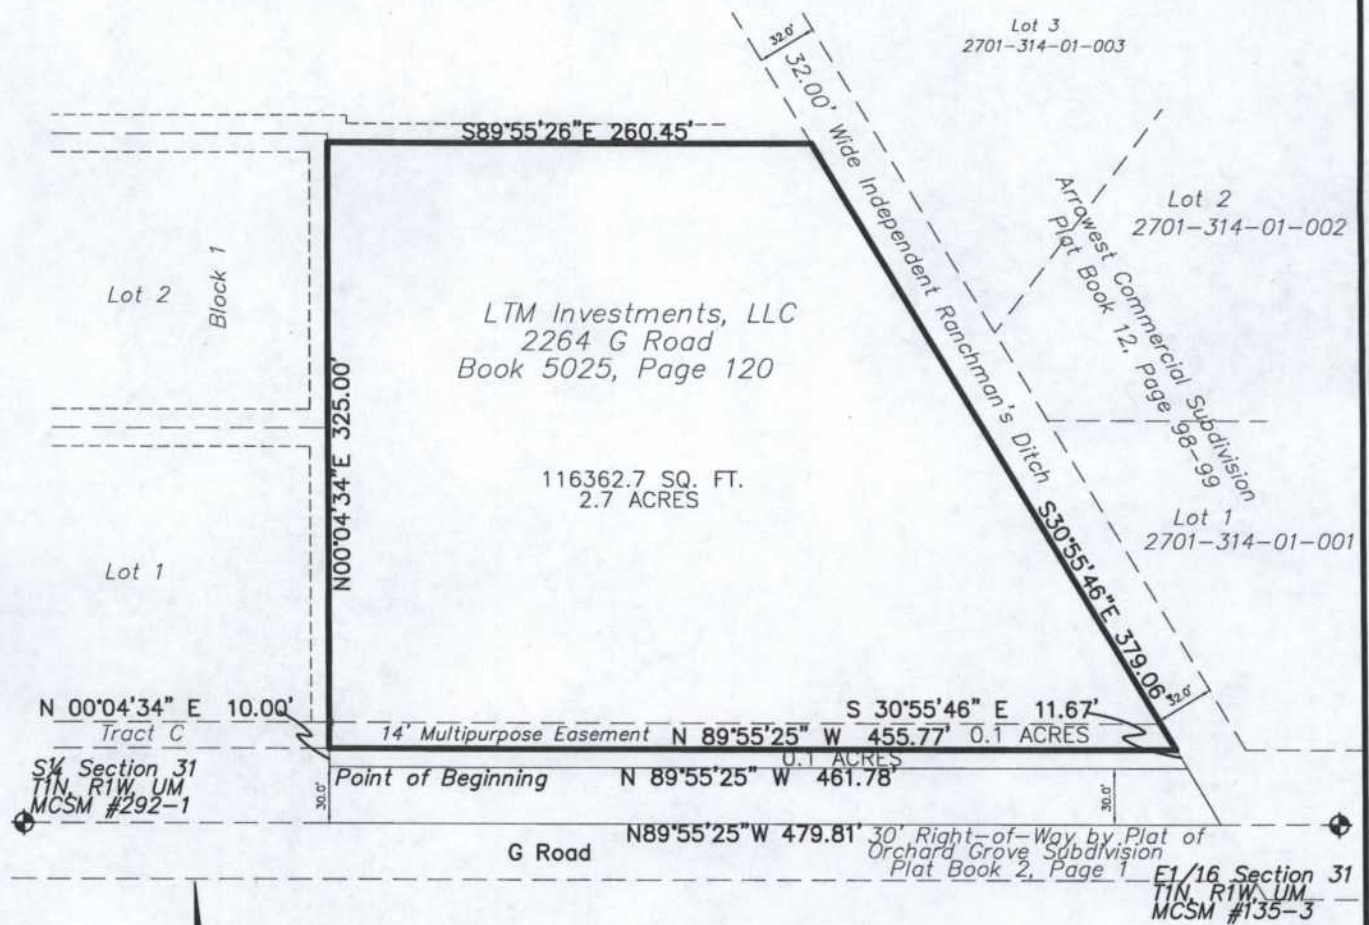 Lot 3
2701-314-01-003
32.0'
32.00' Wide Independent Ranchman's Ditch
S89°55'26"E 260.45'
Lot 2
2701-314-01-002
Arrowest Commercial Subdivision
Plat Book 12, Page 98-99
Lot 2
Block 1
LTM Investments, LLC
2264 G Road
Book 5025, Page 120
N00°04'34"E 325.00'
116362.7 SQ. FT.
2.7 ACRES
S30°55'46"E 379.06'
Lot 1
2701-314-01-001
Lot 1
32.0'
N 00°04'34" E 10.00'
S 30°55'46" E 11.67'
Tract C
14' Multipurpose Easement
N 89°55'25" W 455.77'
0.1 ACRES
0.1 ACRES
S¼ Section 31
T1N, R1W, UM
MCSM #292-1
Point of Beginning
N 89°55'25" W 461.78'
30.0'
30.0'
N89°55'25"W 479.81'
30' Right-of-Way by Plat of
Orchard Grove Subdivision
Plat Book 2, Page 1
G Road
E1/16 Section 31
T1N, R1W, UM
MCSM #135-3